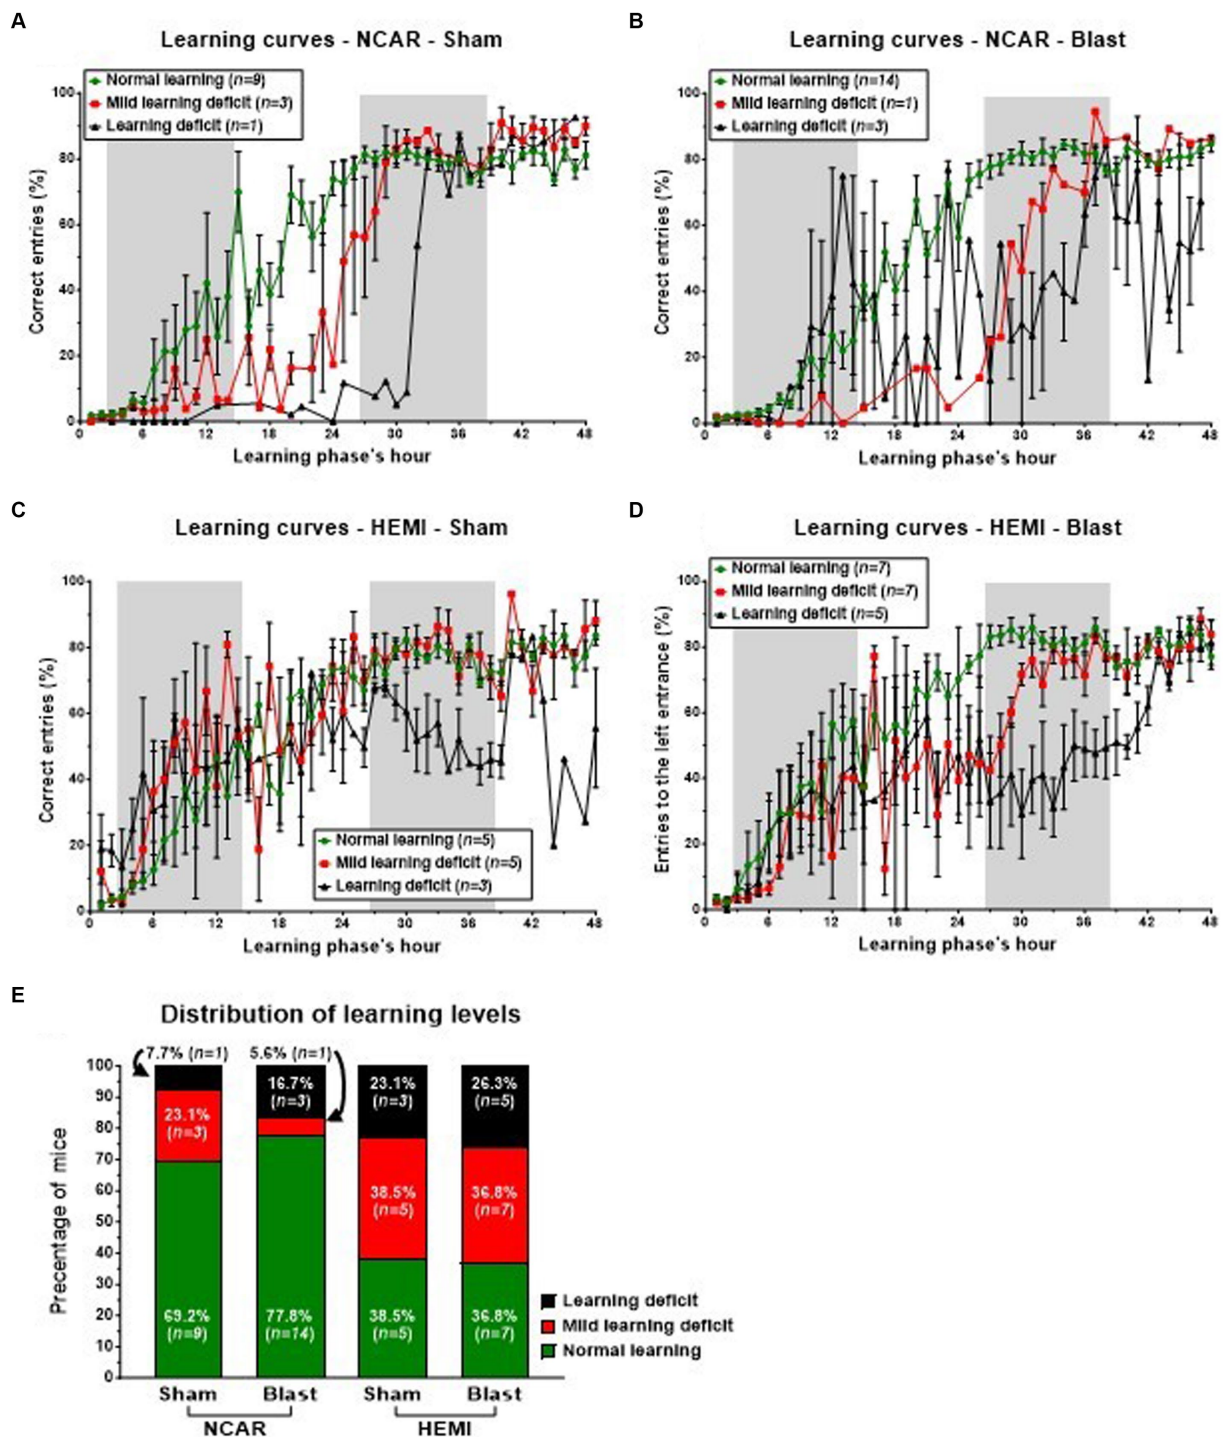 A
Learning curves - NCAR - Sham
Normal learning (n=9)
Mild learning deficit (n=3)
Learning deficit (n=1)
Correct entries (%)
100
80
60
40
20
0
0 6 12 18 24 30 36 42 48
Learning phase's hour
B
Learning curves - NCAR - Blast
Normal learning (n=14)
Mild learning deficit (n=1)
Learning deficit (n=3)
Correct entries (%)
100
80
60
40
20
0
0 6 12 18 24 30 36 42 48
Learning phase's hour
C
Learning curves - HEMI - Sham
Correct entries (%)
100
80
60
40
20
0
Normal learning (n=5)
Mild learning deficit (n=5)
Learning deficit (n=3)
0 6 12 18 24 30 36 42 48
Learning phase's hour
D
Learning curves - HEMI - Blast
Normal learning (n=7)
Mild learning deficit (n=7)
Learning deficit (n=5)
Entries to the left entrance (%)
100
80
60
40
20
0
0 6 12 18 24 30 36 42 48
Learning phase's hour
E
Distribution of learning levels
7.7% (n=1) 5.6% (n=1)
Precentage of mice
100
90
80
70
60
50
40
30
20
10
0
23.1%
(n=3)
69.2%
(n=9)
16.7%
(n=3)
77.8%
(n=14)
23.1%
(n=3)
38.5%
(n=5)
38.5%
(n=5)
26.3%
(n=5)
36.8%
(n=7)
36.8%
(n=7)
Learning deficit
Mild learning deficit
Normal learning
Sham Blast Sham Blast
NCAR HEMI